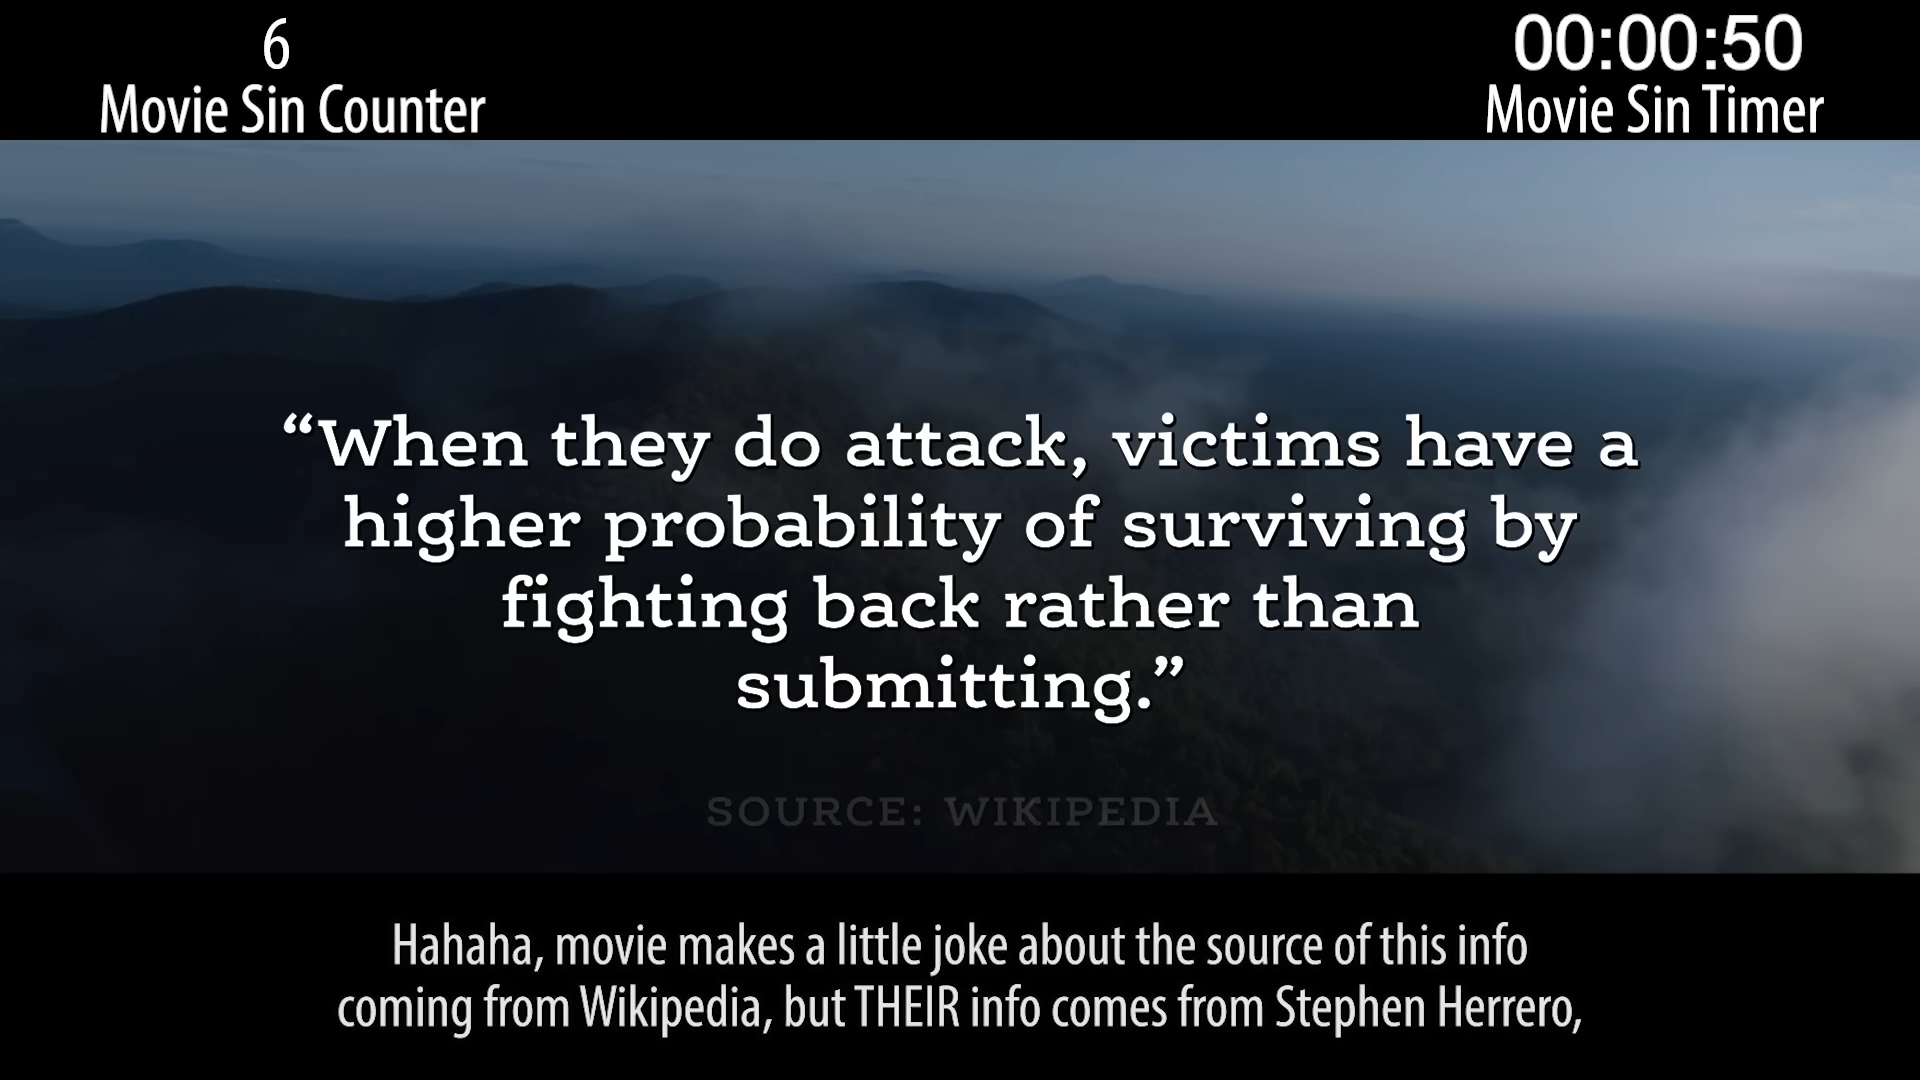 6
Movie Sin Counter
00:00:50
Movie Sin Timer
“When they do attack, victims have a
higher probability of surviving by
fighting back rather than
submitting.”
SOURCE: WIKIPEDIA
Hahaha, movie makes a little joke about the source of this info
coming from Wikipedia, but THEIR info comes from Stephen Herrero,